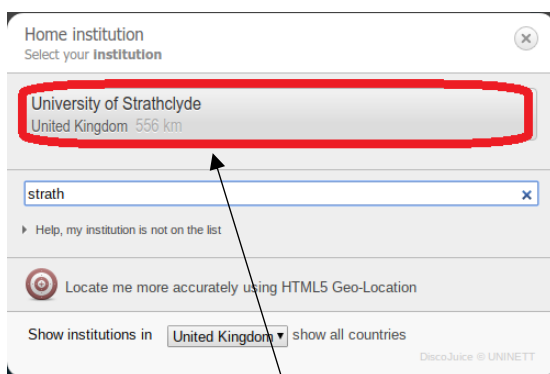 Home institution
Select your institution
University of Strathclyde
United Kingdom 556 km
strath
Help, my institution is not on the list
Locate me more accurately using HTML5 Geo-Location
Show institutions in United Kingdom show all countries
DiscoJuice © UNINETT